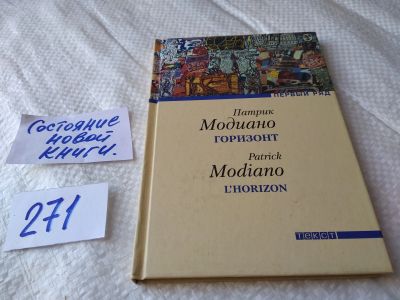 Состояние
новой
книги.
271
ПЕРВЫЙ РЯД
Патрик
Модиано
ГОРИЗОНТ
Patrick
Modiano
L'HORIZON
ТЕКСТ